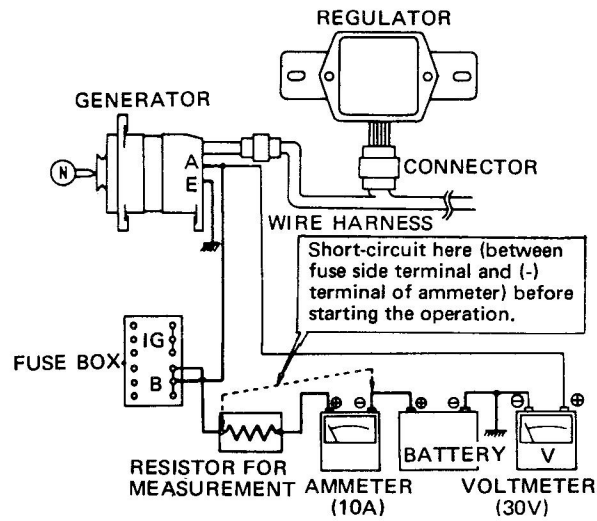 REGULATOR
GENERATOR
N
A
E
CONNECTOR
WIRE HARNESS
Short-circuit here (between
fuse side terminal and (-)
terminal of ammeter) before
starting the operation.
IG
FUSE BOX
B
⊕ ⊖ ⊕ ⊖ ⊖ ⊕
BATTERY
V
RESISTOR FOR
MEASUREMENT
AMMETER
(10A)
VOLTMETER
(30V)